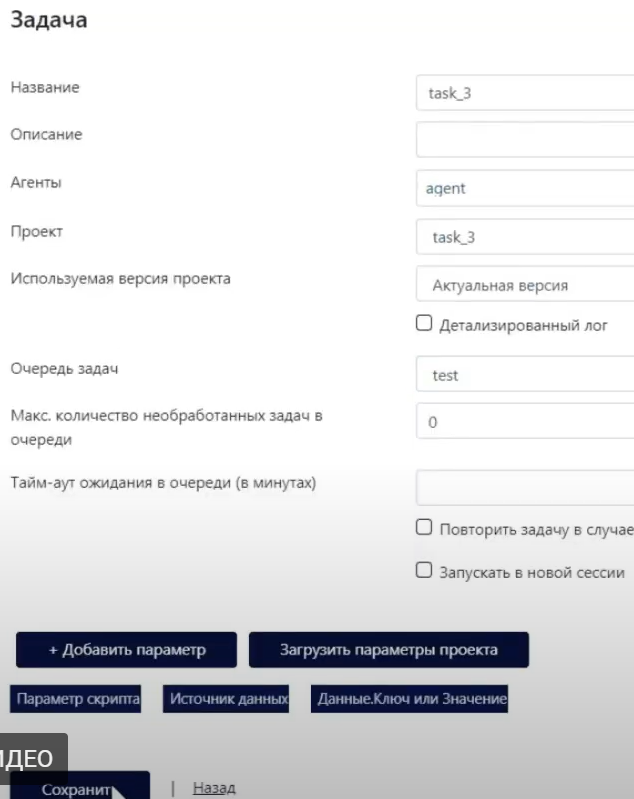 Задача
Название
task_3
Описание
Агенты
agent
Проект
task_3
Используемая версия проекта
Актуальная версия
Детализированный лог
Очередь задач
test
Макс. количество необработанных задач в
очереди
0
Тайм-аут ожидания в очереди (в минутах)
Повторить задачу в случае
Запускать в новой сессии
+ Добавить параметр
Загрузить параметры проекта
Параметр скрипта
Источник данных
Данные.Ключ или Значение
ИДЕО
Сохранит
| Назад